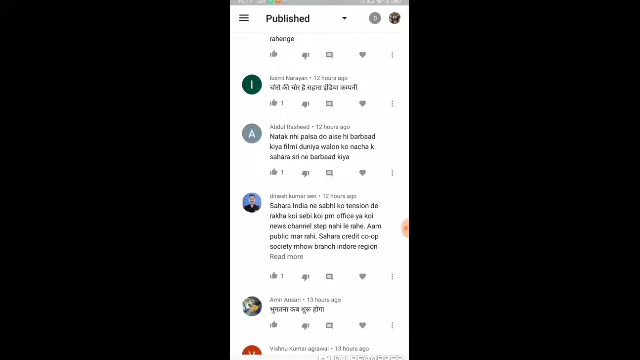 Published
D
rahenge
I
luxmi Narayan • 12 hours ago
चोरो की चोर हैं सहारा इंडिया कम्पनी
1
A
Abdul Rasheed • 12 hours ago
Natak nhi paisa do aise hi barbaad
kiya filmi duniya walon ko nacha k
sahara sri ne barbaad kiya
1
dinesh kumar sen • 12 hours ago
Sahara India ne sabhi ko tension de
rakha koi sebi koi pm office ya koi
news channel step nahi le rahe. Aam
public mar rahi. Sahara credit co-op
society mhow branch indore region
Read more
1
Amir Ansari • 13 hours ago
भुगतना कब शुरू होगा
V
Vishnu Kumar agrawal • 13 hours ago